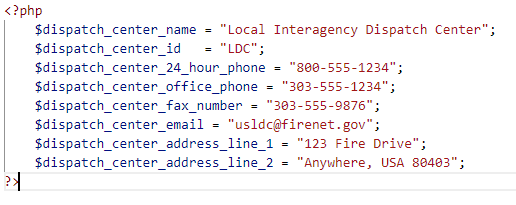 <?php
    $dispatch_center_name = "Local Interagency Dispatch Center";
    $dispatch_center_id   = "LDC";
    $dispatch_center_24_hour_phone = "800-555-1234";
    $dispatch_center_office_phone = "303-555-1234";
    $dispatch_center_fax_number = "303-555-9876";
    $dispatch_center_email = "usldc@firenet.gov";
    $dispatch_center_address_line_1 = "123 Fire Drive";
    $dispatch_center_address_line_2 = "Anywhere, USA 80403";
?>